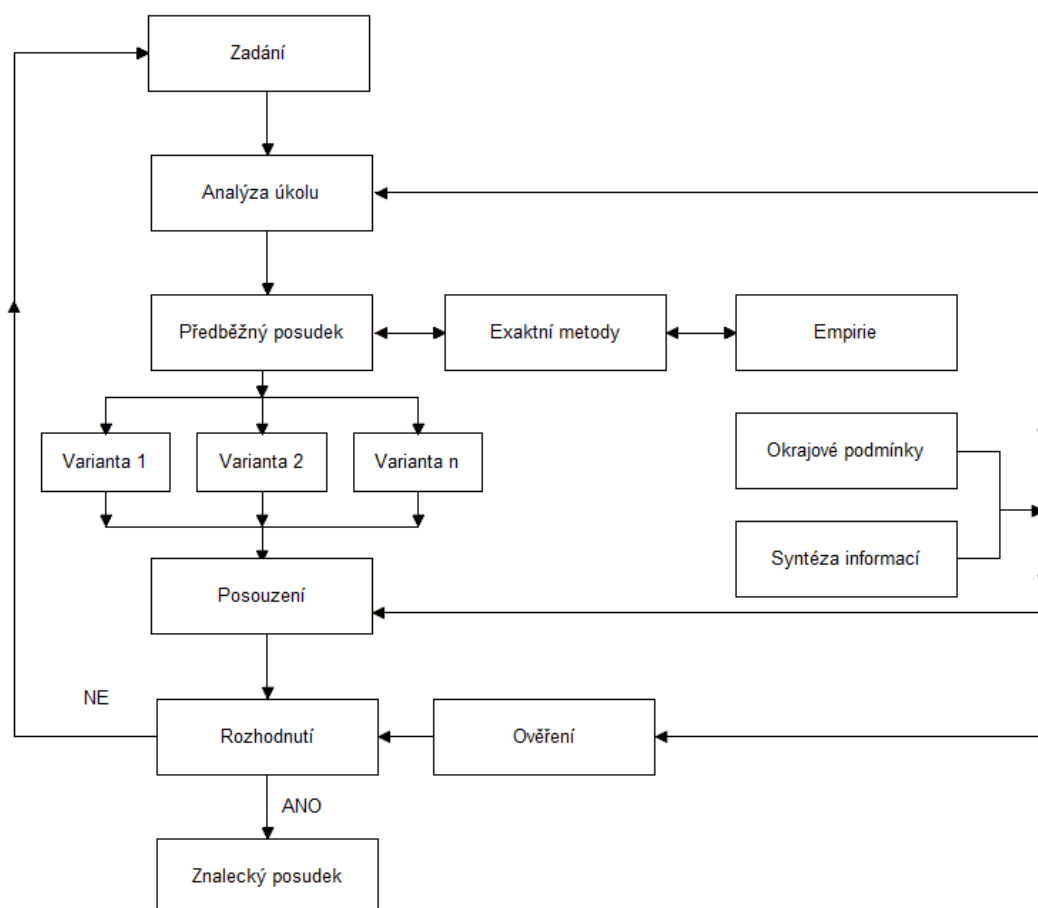 Zadání
Analýza úkolu
Předběžný posudek
Exaktní metody
Empirie
Okrajové podmínky
Varianta 1
Varianta 2
Varianta n
Syntéza informací
Posouzení
NE
Rozhodnutí
Ověření
ANO
Znalecký posudek